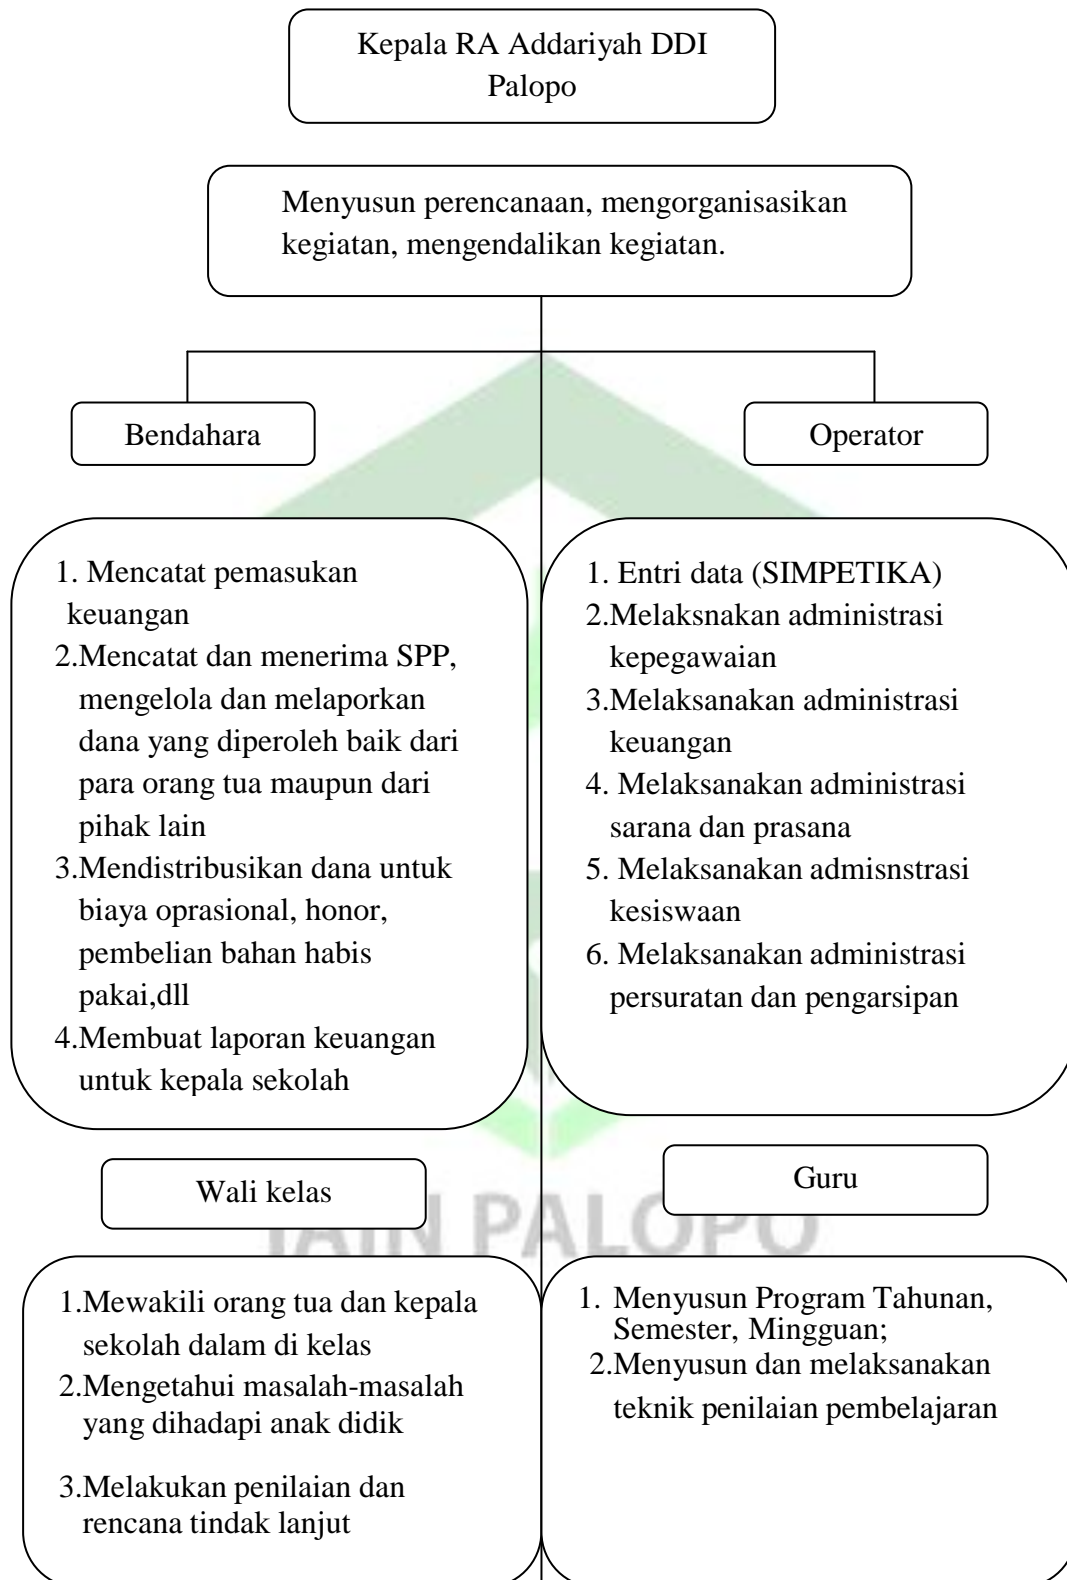 Kepala RA Addariyah DDI
Palopo
Menyusun perencanaan, mengorganisasikan
kegiatan, mengendalikan kegiatan.
Bendahara
Operator
1. Mencatat pemasukan
keuangan
2.Mencatat dan menerima SPP,
mengelola dan melaporkan
dana yang diperoleh baik dari
para orang tua maupun dari
pihak lain
3.Mendistribusikan dana untuk
biaya oprasional, honor,
pembelian bahan habis
pakai,dll
4.Membuat laporan keuangan
untuk kepala sekolah
1. Entri data (SIMPETIKA)
2.Melaksnakan administrasi
kepegawaian
3.Melaksanakan administrasi
keuangan
4. Melaksanakan administrasi
sarana dan prasana
5. Melaksanakan admisnstrasi
kesiswaan
6. Melaksanakan administrasi
persuratan dan pengarsipan
Wali kelas
Guru
IAIN PALOPO
1.Mewakili orang tua dan kepala
sekolah dalam di kelas
2.Mengetahui masalah-masalah
yang dihadapi anak didik
3.Melakukan penilaian dan
rencana tindak lanjut
1. Menyusun Program Tahunan,
Semester, Mingguan;
2.Menyusun dan melaksanakan
teknik penilaian pembelajaran